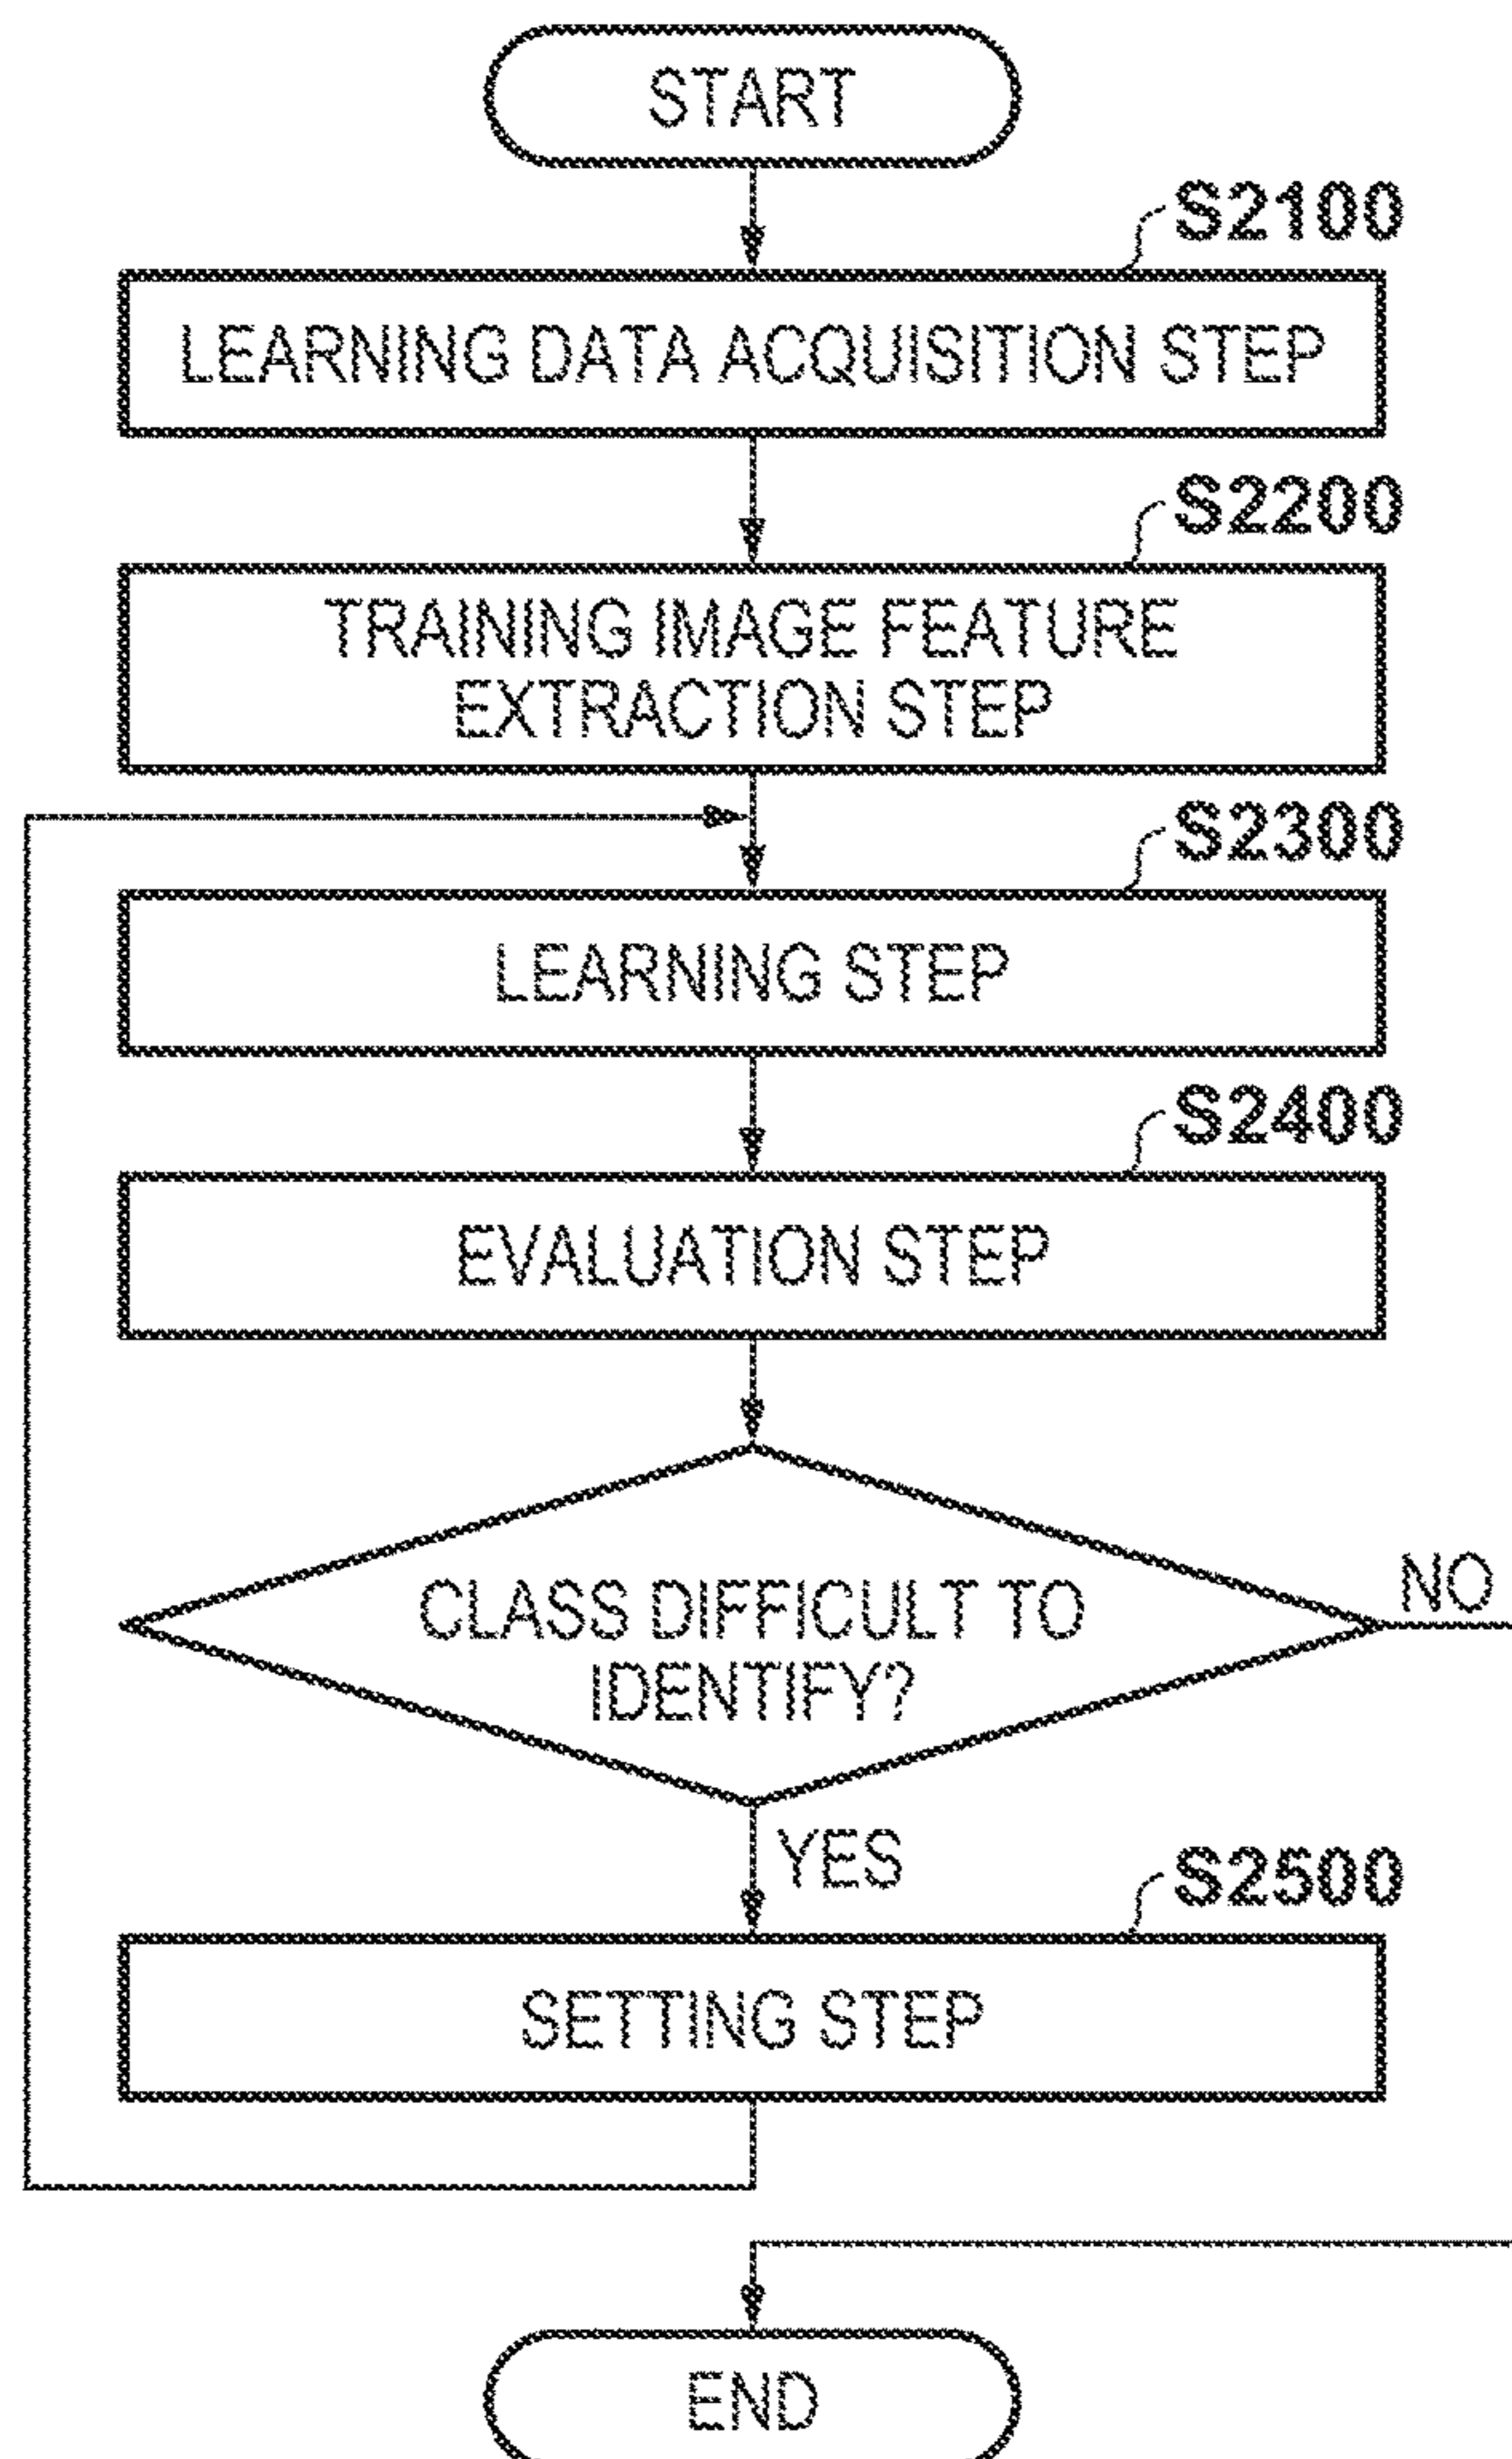 START
S2100
LEARNING DATA ACQUISITION STEP
S2200
TRAINING IMAGE FEATURE
EXTRACTION STEP
S2300
LEARNING STEP
S2400
EVALUATION STEP
CLASS DIFFICULT TO
IDENTIFY?
NO
YES
S2500
SETTING STEP
END